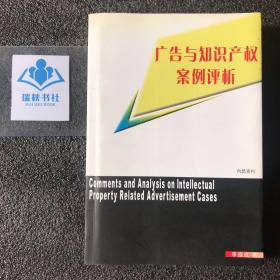 广告与知识产权
案例评析
瑞秋书社
内部资料
Comments and Analysis on Intellectual
Property Related Advertisement Cases